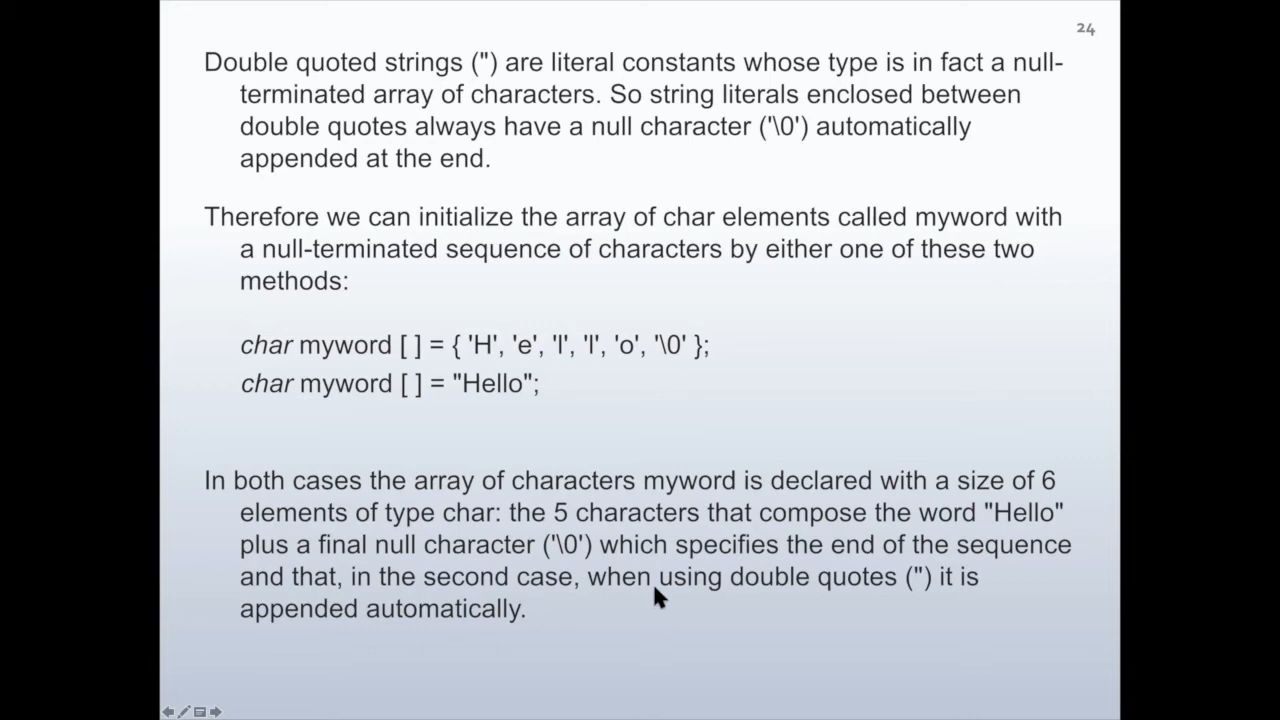 24
Double quoted strings (") are literal constants whose type is in fact a null-
terminated array of characters. So string literals enclosed between
double quotes always have a null character ('\0') automatically
appended at the end.
Therefore we can initialize the array of char elements called myword with
a null-terminated sequence of characters by either one of these two
methods:
char myword [ ] = { 'H', 'e', 'l', 'l', 'o', '\0' };
char myword [ ] = "Hello";
In both cases the array of characters myword is declared with a size of 6
elements of type char: the 5 characters that compose the word "Hello"
plus a final null character ('\0') which specifies the end of the sequence
and that, in the second case, when using double quotes (") it is
appended automatically.